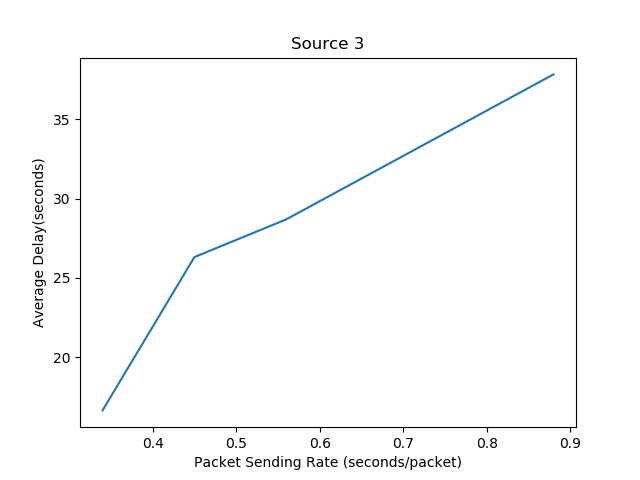 Source 3
Average Delay(seconds)
35
30
25
20
0.4 0.5 0.6 0.7 0.8 0.9
Packet Sending Rate (seconds/packet)